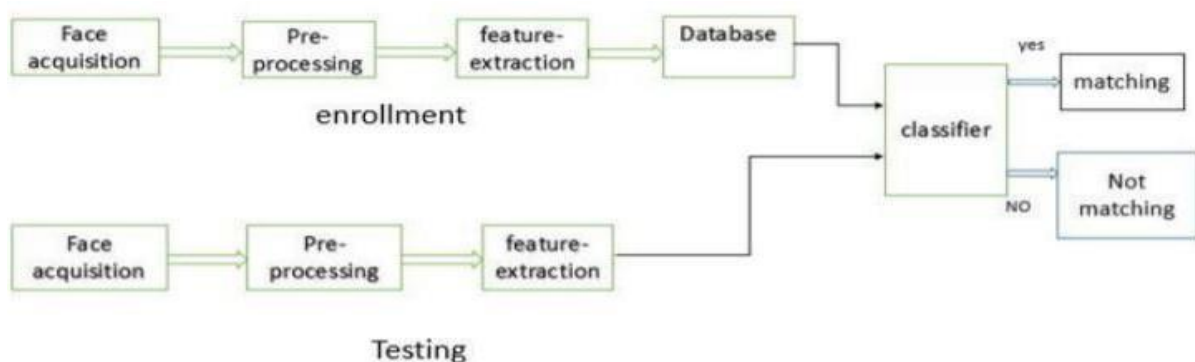 Face
acquisition
Pre-
processing
feature-
extraction
Database
enrollment
classifier
yes
matching
NO
Not
matching
Face
acquisition
Pre-
processing
feature-
extraction
Testing